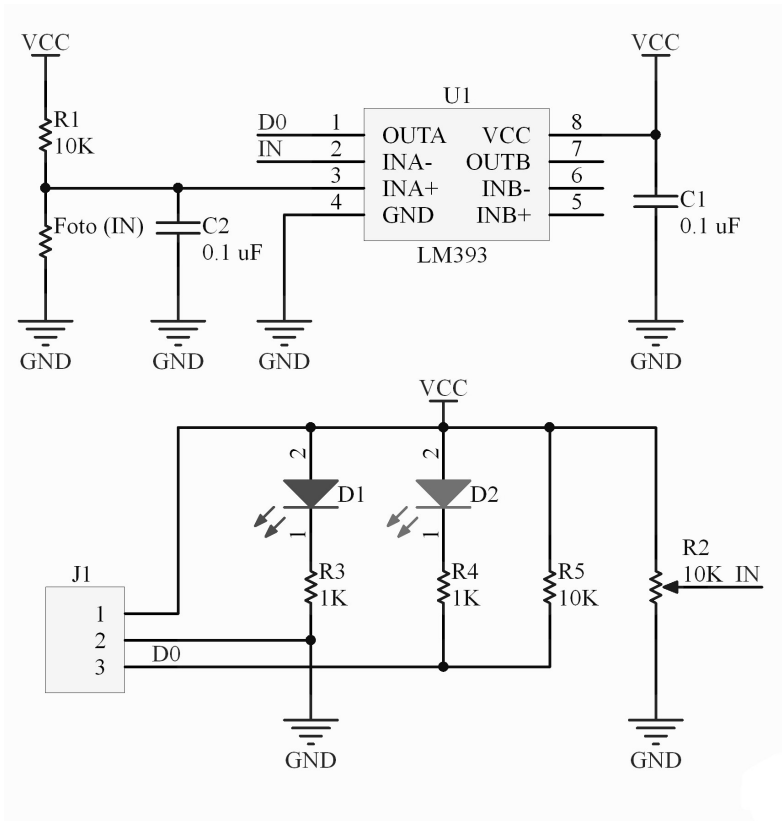 VCC
VCC
R1
10K
Foto (IN)
C2
0.1 uF
GND
GND
U1
D0
1
IN
2
3
4
OUTA
VCC
INA-
OUTB
INA+
INB-
GND
INB+
8
7
6
5
LM393
GND
C1
0.1 uF
GND
VCC
2
D1
1
2
D2
1
R3
1K
R4
1K
R5
10K
R2
10K IN
J1
1
2
3
D0
GND
GND